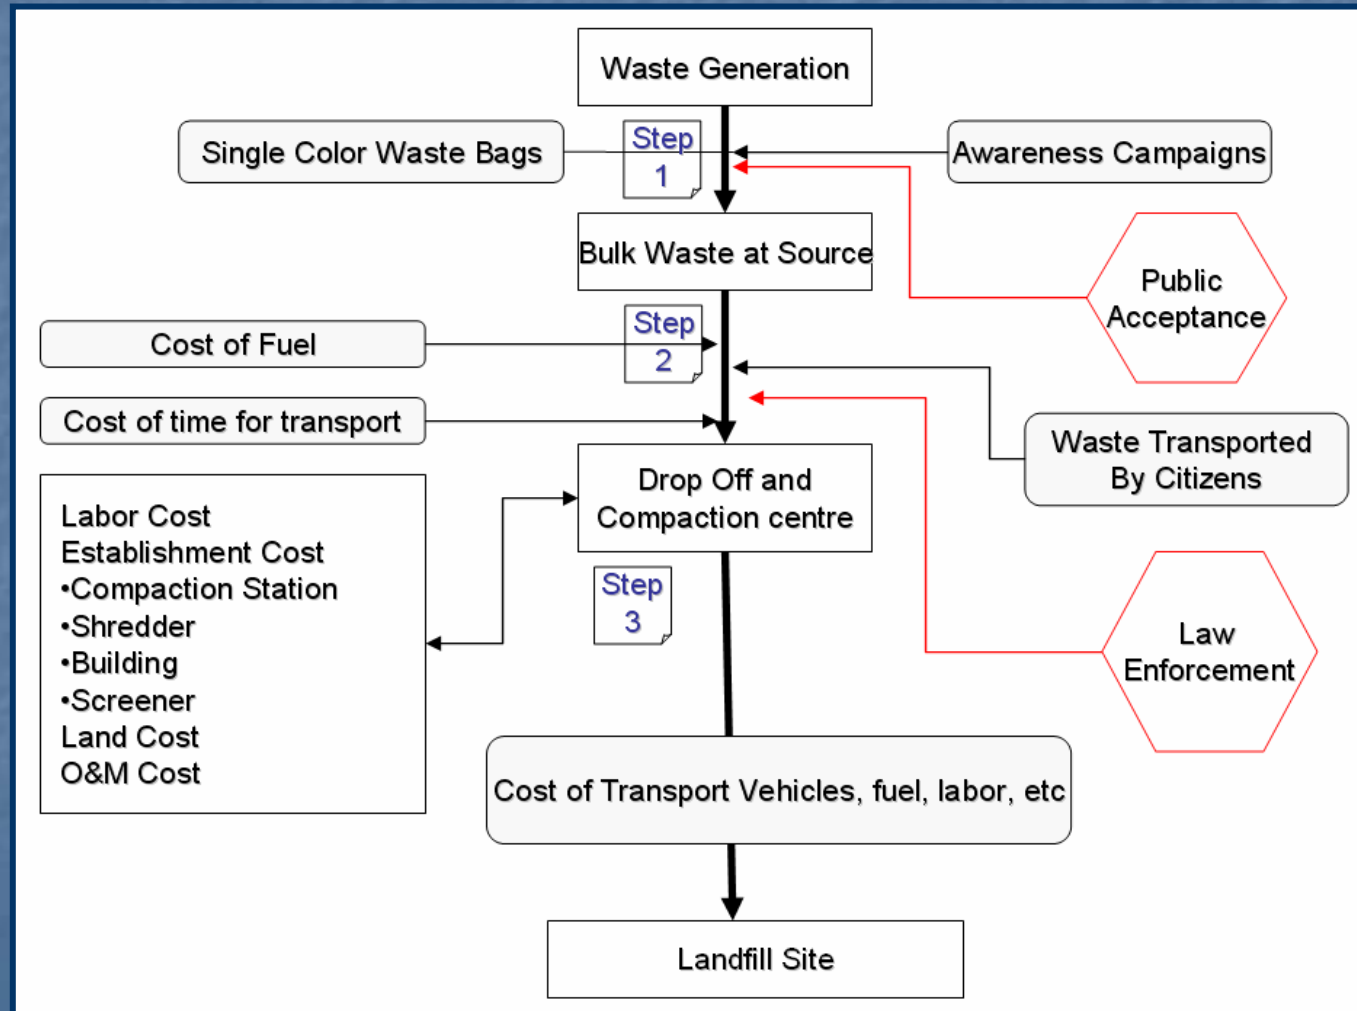 Waste Generation
Single Color Waste Bags
Step
1
Awareness Campaigns
Bulk Waste at Source
Public
Acceptance
Cost of Fuel
Step
2
Cost of time for transport
Waste Transported
By Citizens
Drop Off and
Compaction centre
Labor Cost
Establishment Cost
•Compaction Station
•Shredder
•Building
•Screener
Land Cost
O&M Cost
Step
3
Law
Enforcement
Cost of Transport Vehicles, fuel, labor, etc
Landfill Site